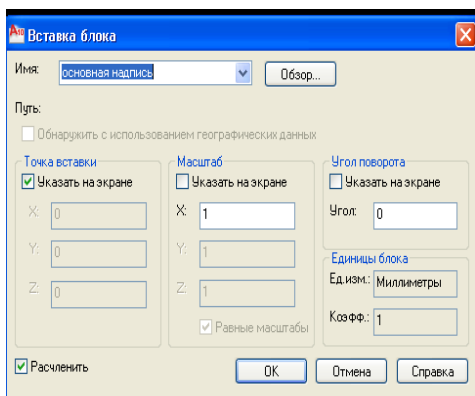 Вставка блока
Имя: основная надпись Обзор...
Путь:
Обнаружить с использованием географических данных
Точка вставки
Указать на экране
X: 0
Y: 0
Z: 0
Масштаб
Указать на экране
X: 1
Y: 1
Z: 1
Равные масштабы
Угол поворота
Указать на экране
Угол: 0
Единицы блока
Ед.изм.: Миллиметры
Коэфф.: 1
Расчленить
OK Отмена Справка